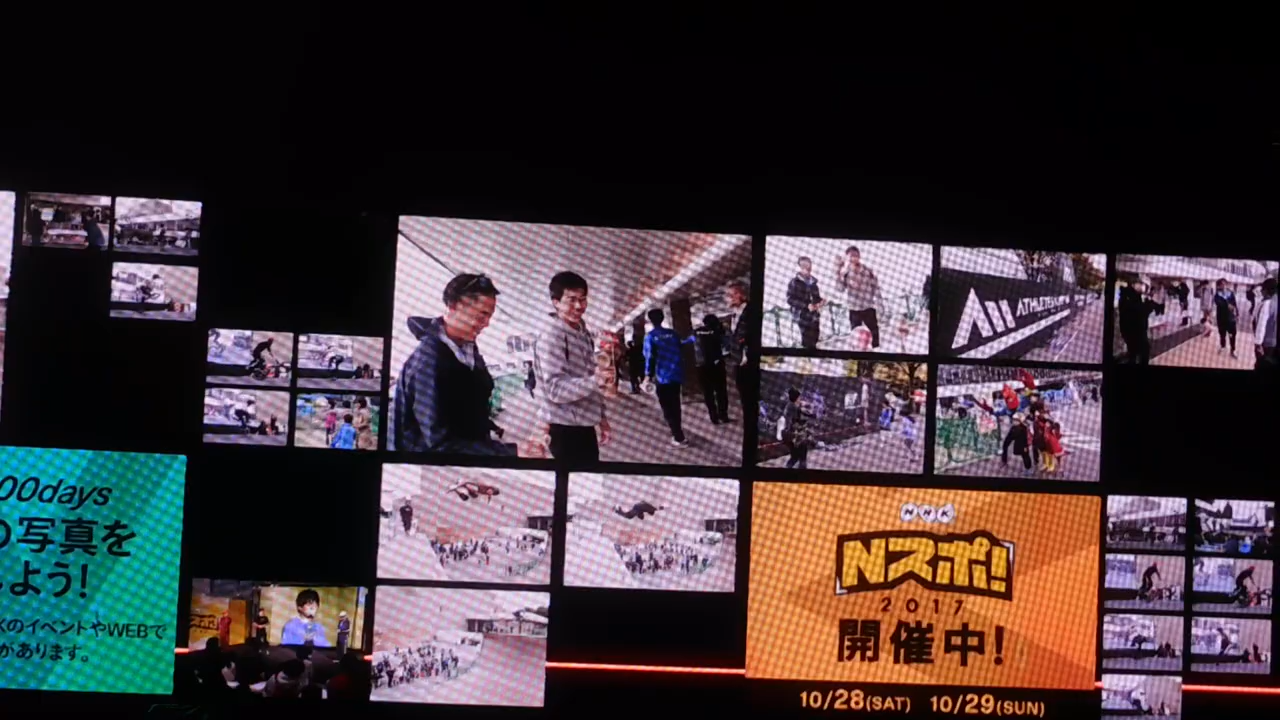 ATHLETE
00days
の写真を
しよう!
のイベントやWEBで
があります。
NHK
Nスポ!
2017
開催中!
10/28(SAT) 10/29(SUN)